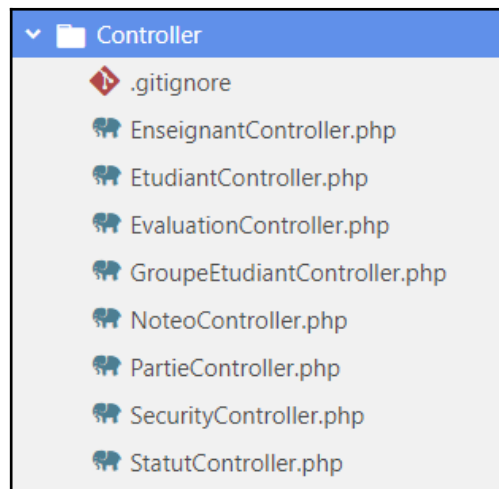 Controller
.gitignore
EnseignantController.php
EtudiantController.php
EvaluationController.php
GroupeEtudiantController.php
NoteoController.php
PartieController.php
SecurityController.php
StatutController.php